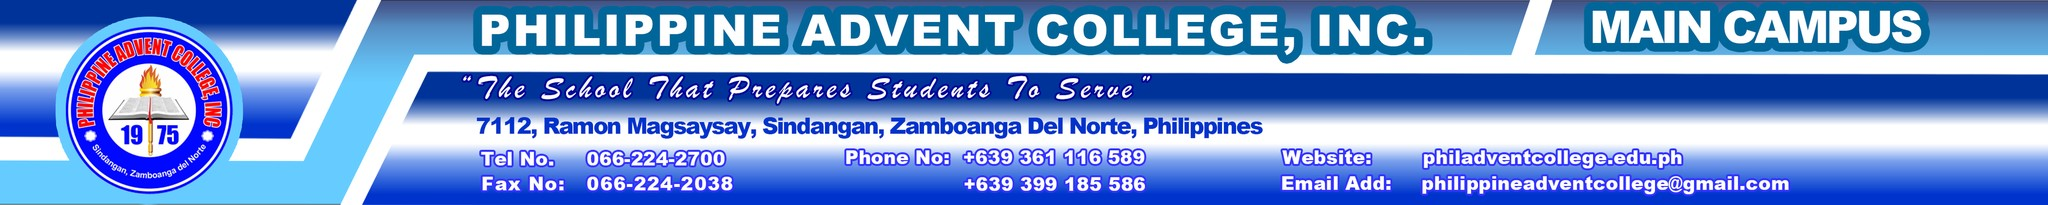 PHILIPPINE ADVENT COLLEGE, INC
19 75
Sindangan, Zamboanga del Norte
PHILIPPINE ADVENT COLLEGE, INC.
MAIN CAMPUS
"The School That Prepares Students To Serve"
7112, Ramon Magsaysay, Sindangan, Zamboanga Del Norte, Philippines
Tel No. 066-224-2700 Phone No: +639 361 116 589 Website: philadventcollege.edu.ph
Fax No: 066-224-2038 +639 399 185 586 Email Add: philippineadventcollege@gmail.com